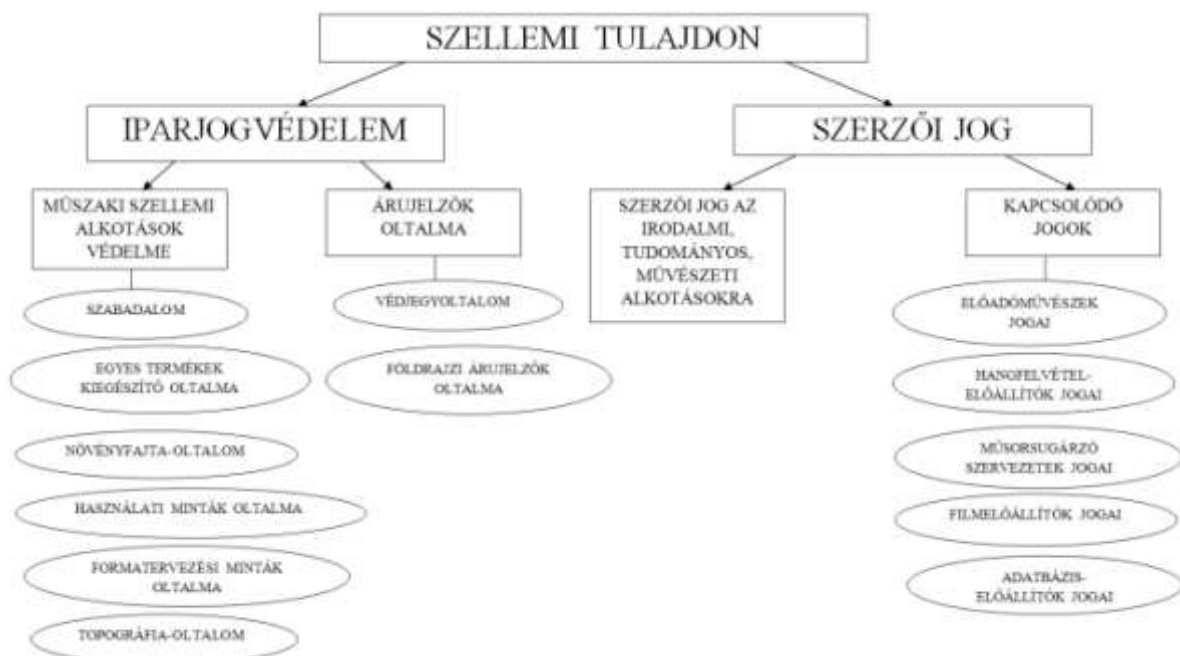 SZELLEMI TULAJDON
IPARJOGVÉDELEM
SZERZŐI JOG
MŰSZAKI SZELLEMI
ALKOTÁSOK
VÉDELME
SZABADALOM
EGYES TERMÉKEK
KIEGÉSZÍTŐ OLTALMA
NÖVÉNYFAJTA-OLTALOM
HASZNÁLATI MINTÁK OLTALMA
FORMATERVEZÉSI MINTÁK
OLTALMA
TOPOGRÁFIA-OLTALOM
ÁRUJELZŐK
OLTALMA
VÉDJEGYOLTALOM
FÖLDRAJZI ÁRUJELZŐK
OLTALMA
SZERZŐI JOG AZ
IRODALMI,
TUDOMÁNYOS,
MŰVÉSZETI
ALKOTÁSOKRA
KAPCSOLÓDÓ
JOGOK
ELŐADÓMŰVÉSZEK
JOGAI
HANGFELVÉTEL-
ELŐÁLLÍTÓK JOGAI
MŰSORSUGÁRZÓ
SZERVEZETEK JOGAI
FILMELŐÁLLÍTÓK JOGAI
ADATBÁZIS-
ELŐÁLLÍTÓK JOGAI